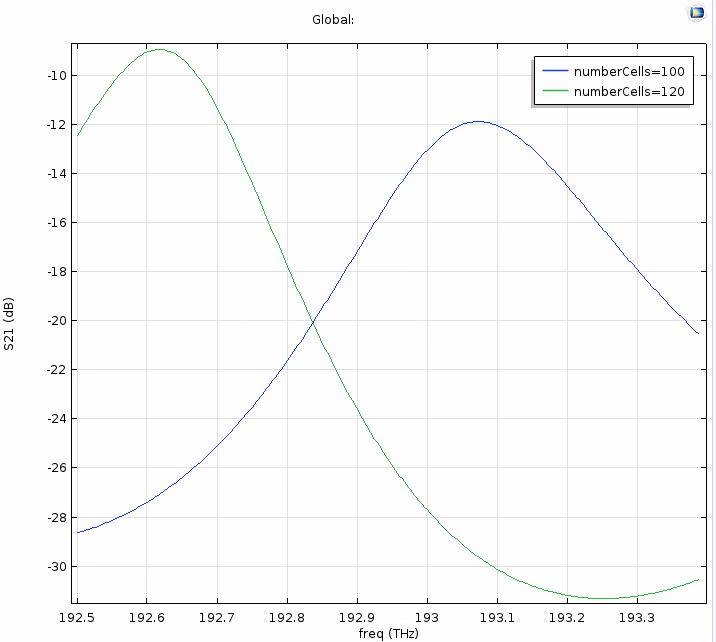 Global:
numberCells=100
numberCells=120
-10
-12
-14
-16
-18
-20
-22
-24
-26
-28
-30
S21 (dB)
192.5 192.6 192.7 192.8 192.9 193 193.1 193.2 193.3
freq (THz)